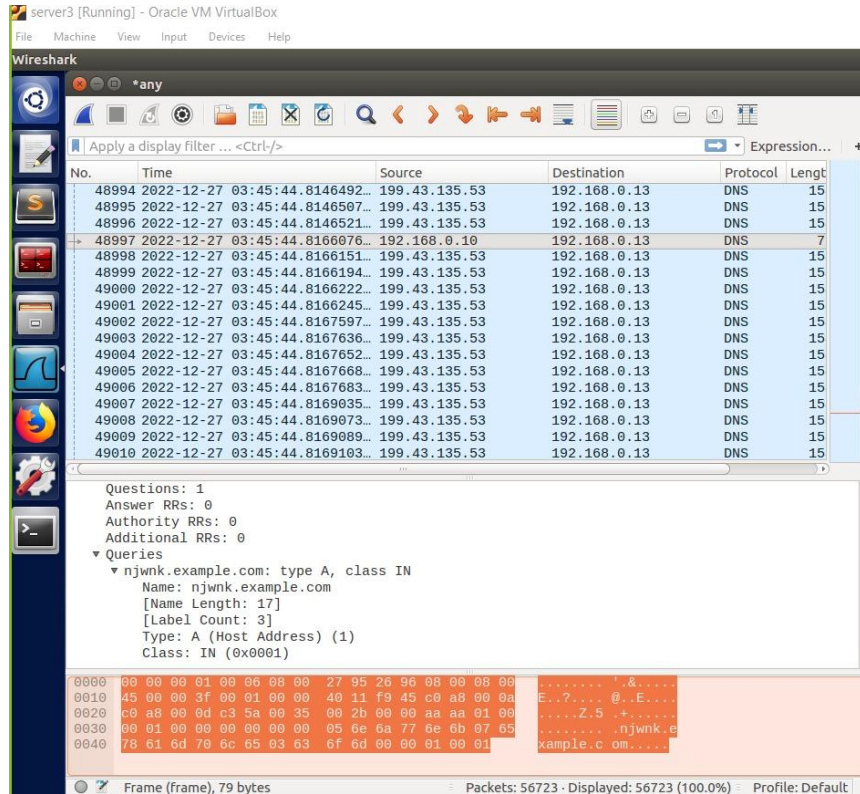 server3 [Running] - Oracle VM VirtualBox
File Machine View Input Devices Help
Wireshark
*any
Apply a display filter ... <Ctrl-/> Expression... +
No. Time Source Destination Protocol Lengt
48994 2022-12-27 03:45:44.8146492… 199.43.135.53 192.168.0.13 DNS 15
48995 2022-12-27 03:45:44.8146507… 199.43.135.53 192.168.0.13 DNS 15
48996 2022-12-27 03:45:44.8146521… 199.43.135.53 192.168.0.13 DNS 15
48997 2022-12-27 03:45:44.8166076… 192.168.0.10 192.168.0.13 DNS 7
48998 2022-12-27 03:45:44.8166151… 199.43.135.53 192.168.0.13 DNS 15
48999 2022-12-27 03:45:44.8166194… 199.43.135.53 192.168.0.13 DNS 15
49000 2022-12-27 03:45:44.8166222… 199.43.135.53 192.168.0.13 DNS 15
49001 2022-12-27 03:45:44.8166245… 199.43.135.53 192.168.0.13 DNS 15
49002 2022-12-27 03:45:44.8167597… 199.43.135.53 192.168.0.13 DNS 15
49003 2022-12-27 03:45:44.8167636… 199.43.135.53 192.168.0.13 DNS 15
49004 2022-12-27 03:45:44.8167652… 199.43.135.53 192.168.0.13 DNS 15
49005 2022-12-27 03:45:44.8167668… 199.43.135.53 192.168.0.13 DNS 15
49006 2022-12-27 03:45:44.8167683… 199.43.135.53 192.168.0.13 DNS 15
49007 2022-12-27 03:45:44.8169035… 199.43.135.53 192.168.0.13 DNS 15
49008 2022-12-27 03:45:44.8169073… 199.43.135.53 192.168.0.13 DNS 15
49009 2022-12-27 03:45:44.8169089… 199.43.135.53 192.168.0.13 DNS 15
49010 2022-12-27 03:45:44.8169103… 199.43.135.53 192.168.0.13 DNS 15
Questions: 1
Answer RRs: 0
Authority RRs: 0
Additional RRs: 0
Queries
njwnk.example.com: type A, class IN
Name: njwnk.example.com
[Name Length: 17]
[Label Count: 3]
Type: A (Host Address) (1)
Class: IN (0x0001)
0000 00 00 00 01 00 06 08 00 27 95 26 96 08 00 08 00 ........ '.&.....
0010 45 00 00 3f 00 01 00 00 40 11 f9 45 c0 a8 00 0a E..?.... @..E....
0020 c0 a8 00 0d c3 5a 00 35 00 2b 00 00 aa aa 01 00 .....Z.5 .+......
0030 00 01 00 00 00 00 00 00 05 6e 6a 77 6e 6b 07 65 ........ .njwnk.e
0040 78 61 6d 70 6c 65 03 63 6f 6d 00 00 01 00 01 xample.c om.....
Frame (frame), 79 bytes Packets: 56723 · Displayed: 56723 (100.0%) Profile: Default